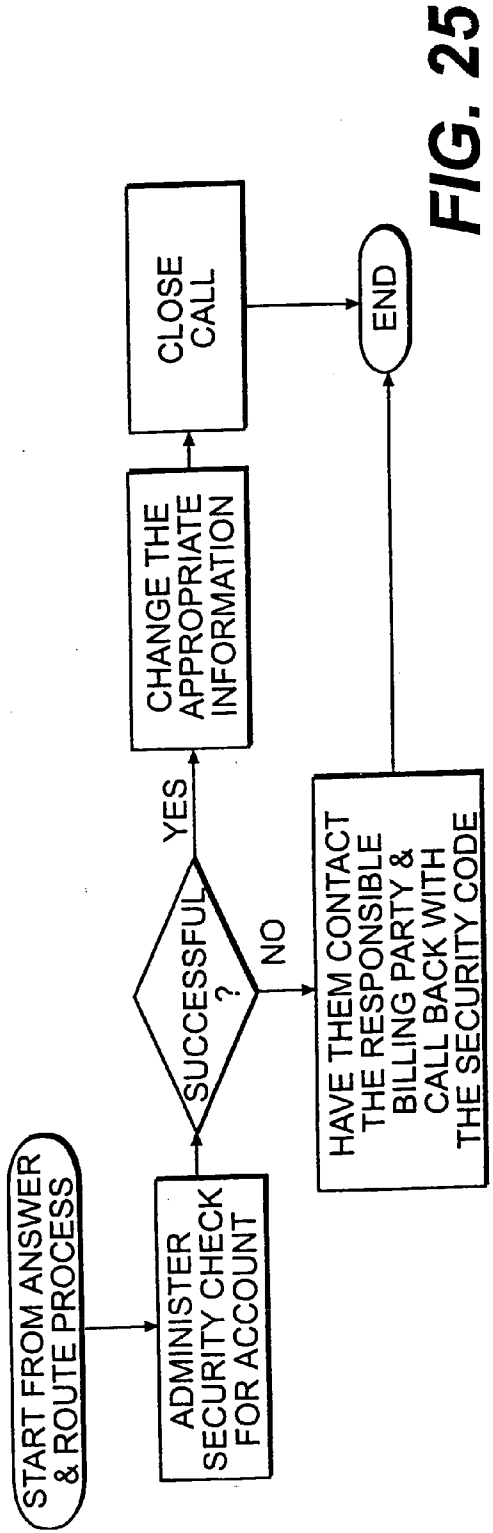 START FROM ANSWER
& ROUTE PROCESS
ADMINISTER
SECURITY CHECK
FOR ACCOUNT
SUCCESSFUL
?
YES
CHANGE THE
APPROPRIATE
INFORMATION
CLOSE
CALL
NO
HAVE THEM CONTACT
THE RESPONSIBLE
BILLING PARTY &
CALL BACK WITH
THE SECURITY CODE
END
FIG. 25